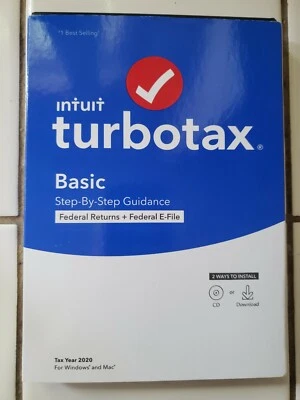 #1 Best Selling
ıntuıt
turbotax®
Basic
Step-By-Step Guidance
Federal Returns + Federal E-File
2 WAYS TO INSTALL
CD or Download
Tax Year 2020
For Windows® and Mac®